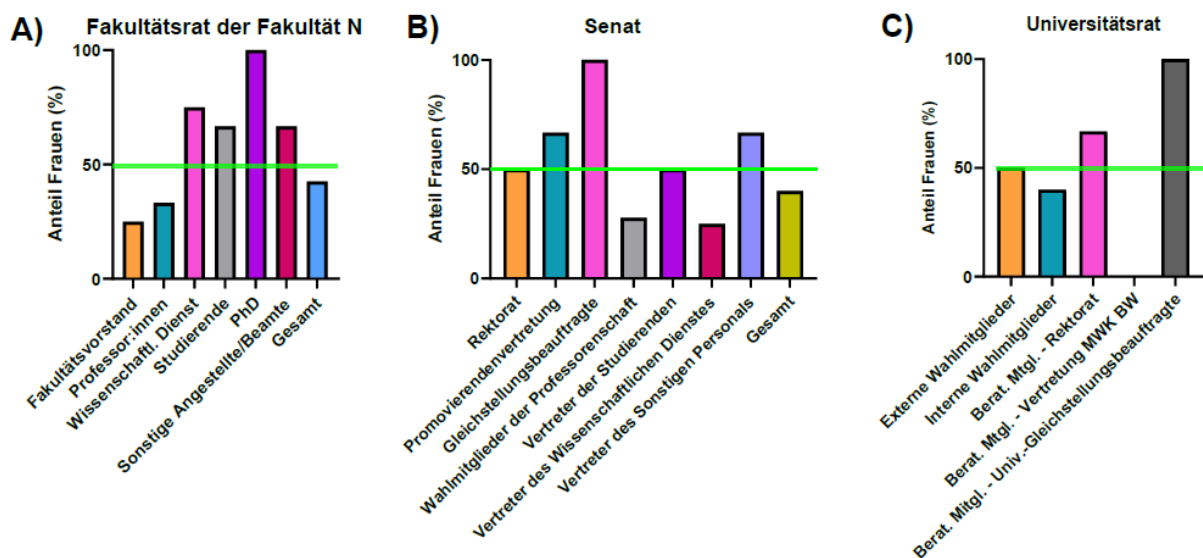 A)
Fakultätsrat der Fakultät N
Anteil Frauen (%)
100
50
0
Fakultätsvorstand
Professor:innen
Wissenschaftl. Dienst
Studierende
PhD
Sonstige Angestellte/Beamte
Gesamt
B)
Senat
Anteil Frauen (%)
100
50
0
Rektorat
Promovierendenvertretung
Gleichstellungsbeauftragte
Wahlmitglieder der Professorenschaft
Vertreter der Studierenden
Vertreter des Wissenschaftlichen Dienstes
Vertreter des Sonstigen Personals
Gesamt
C)
Universitätsrat
Anteil Frauen (%)
100
50
0
Externe Wahlmitglieder
Interne Wahlmitglieder
Berat. Mtgl. - Rektorat
Berat. Mtgl. - Vertretung MWK BW
Berat. Mitgl. - Univ.-Gleichstellungsbeauftragte